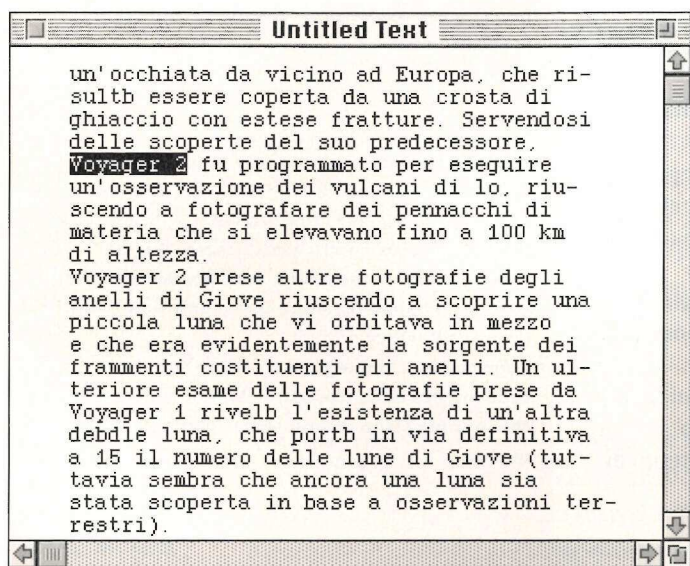 Untitled Text
un'occhiata da vicino ad Europa, che ri-
sultb essere coperta da una crosta di
ghiaccio con estese fratture. Servendosi
delle scoperte del suo predecessore,
Voyager 2 fu programmato per eseguire
un'osservazione dei vulcani di lo, riu-
scendo a fotografare dei pennacchi di
materia che si elevavano fino a 100 km
di altezza.
Voyager 2 prese altre fotografie degli
anelli di Giove riuscendo a scoprire una
piccola luna che vi orbitava in mezzo
e che era evidentemente la sorgente dei
frammenti costituenti gli anelli. Un ul-
teriore esame delle fotografie prese da
Voyager 1 rivelb l'esistenza di un'altra
debdle luna, che portb in via definitiva
a 15 il numero delle lune di Giove (tut-
tavia sembra che ancora una luna sia
stata scoperta in base a osservazioni ter-
restri).